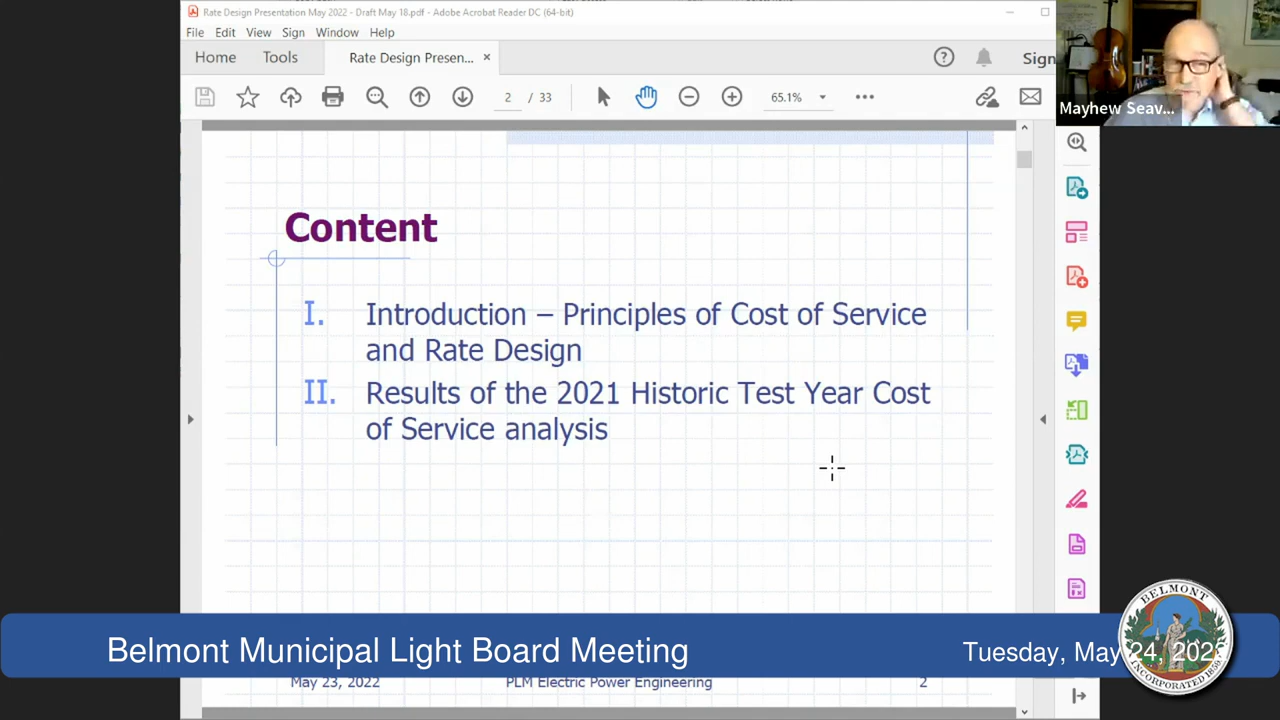 Rate Design Presentation May 2022 - Draft May 18.pdf - Adobe Acrobat Reader DC (64-bit)
File Edit View Sign Window Help
Home Tools Rate Design Presen... × Sign
2 / 33 65.1%
Mayhew Seav...
Content
I. Introduction – Principles of Cost of Service
and Rate Design
II. Results of the 2021 Historic Test Year Cost
of Service analysis
Belmont Municipal Light Board Meeting
Tuesday, May 24, 202
BELMONT
INCORPORATED 1859
May 23, 2022 PLM Electric Power Engineering 2